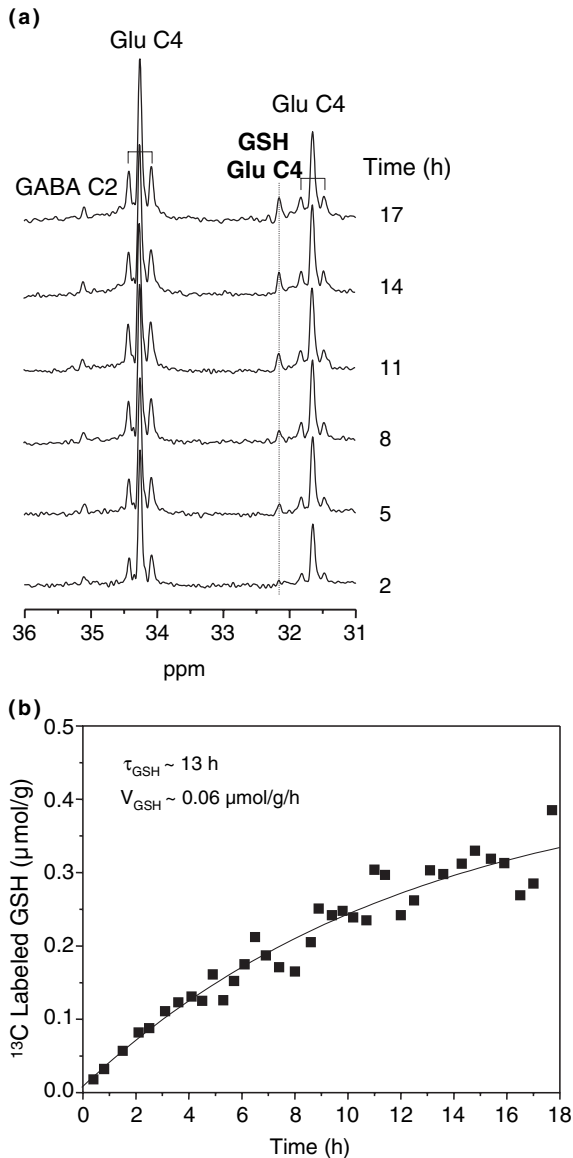 (a)
Glu C4
Glu C4
GSH
Glu C4
Time (h)
GABA C2
17
14
11
8
5
2
36 35 34 33 32 31
ppm
(b)
0.5
0.4
0.3
0.2
0.1
0.0
τGSH ~ 13 h
VGSH ~ 0.06 μmol/g/h
13C Labeled GSH (μmol/g)
0 2 4 6 8 10 12 14 16 18
Time (h)